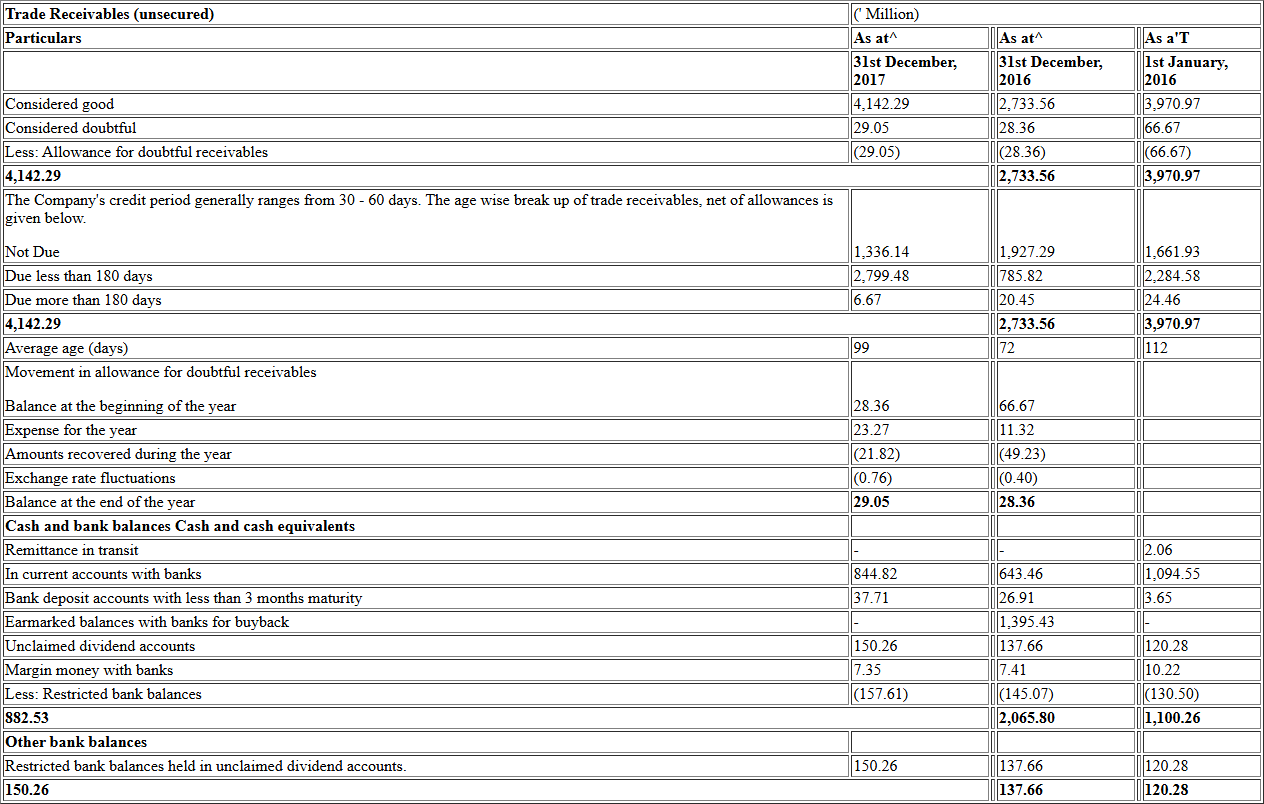 Trade Receivables (unsecured) (' Million)
Particulars As at^ As at^ As a'T
31st December, 2017 31st December, 2016 1st January, 2016
Considered good 4,142.29 2,733.56 3,970.97
Considered doubtful 29.05 28.36 66.67
Less: Allowance for doubtful receivables (29.05) (28.36) (66.67)
4,142.29 2,733.56 3,970.97
The Company's credit period generally ranges from 30 - 60 days. The age wise break up of trade receivables, net of allowances is
given below.
Not Due 1,336.14 1,927.29 1,661.93
Due less than 180 days 2,799.48 785.82 2,284.58
Due more than 180 days 6.67 20.45 24.46
4,142.29 2,733.56 3,970.97
Average age (days) 99 72 112
Movement in allowance for doubtful receivables
Balance at the beginning of the year 28.36 66.67
Expense for the year 23.27 11.32
Amounts recovered during the year (21.82) (49.23)
Exchange rate fluctuations (0.76) (0.40)
Balance at the end of the year 29.05 28.36
Cash and bank balances Cash and cash equivalents
Remittance in transit - - 2.06
In current accounts with banks 844.82 643.46 1,094.55
Bank deposit accounts with less than 3 months maturity 37.71 26.91 3.65
Earmarked balances with banks for buyback - 1,395.43 -
Unclaimed dividend accounts 150.26 137.66 120.28
Margin money with banks 7.35 7.41 10.22
Less: Restricted bank balances (157.61) (145.07) (130.50)
882.53 2,065.80 1,100.26
Other bank balances
Restricted bank balances held in unclaimed dividend accounts. 150.26 137.66 120.28
150.26 137.66 120.28